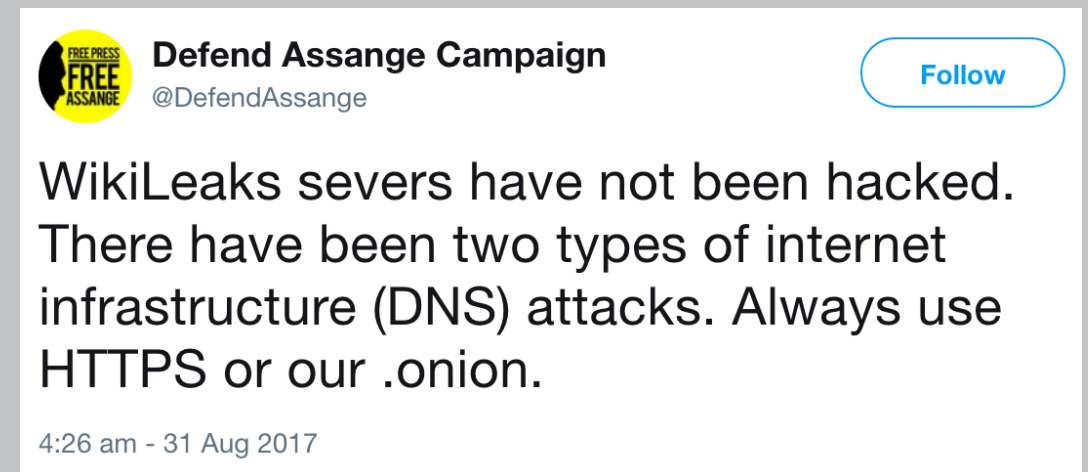 FREE PRESS
FREE
ASSANGE
Defend Assange Campaign
@DefendAssange
Follow
WikiLeaks severs have not been hacked.
There have been two types of internet
infrastructure (DNS) attacks. Always use
HTTPS or our .onion.
4:26 am - 31 Aug 2017